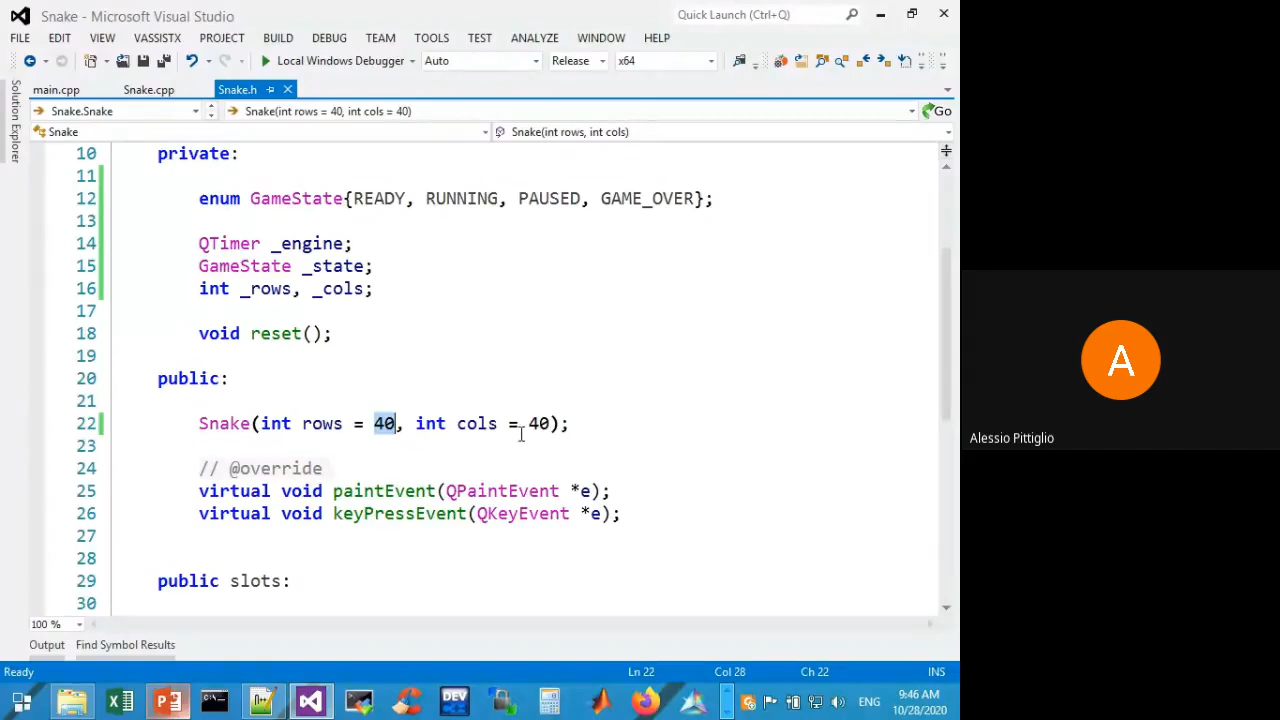 Snake - Microsoft Visual Studio
Quick Launch (Ctrl+Q)
FILE EDIT VIEW VASSISTX PROJECT BUILD DEBUG TEAM TOOLS TEST ANALYZE WINDOW HELP
Local Windows Debugger Auto Release x64
main.cpp Snake.cpp Snake.h
Solution Explorer
Snake.Snake Snake(int rows = 40, int cols = 40) Go
Snake Snake(int rows, int cols)
10 private:
11
12 enum GameState{READY, RUNNING, PAUSED, GAME_OVER};
13
14 QTimer _engine;
15 GameState _state;
16 int _rows, _cols;
17
18 void reset();
19
20 public:
21
22 Snake(int rows = 40, int cols = 40);
23
24 // @override
25 virtual void paintEvent(QPaintEvent *e);
26 virtual void keyPressEvent(QKeyEvent *e);
27
28
29 public slots:
30
100 %
Output Find Symbol Results
Ready Ln 22 Col 28 Ch 22 INS
DEV
ENG
9:46 AM
10/28/2020
A
Alessio Pittiglio